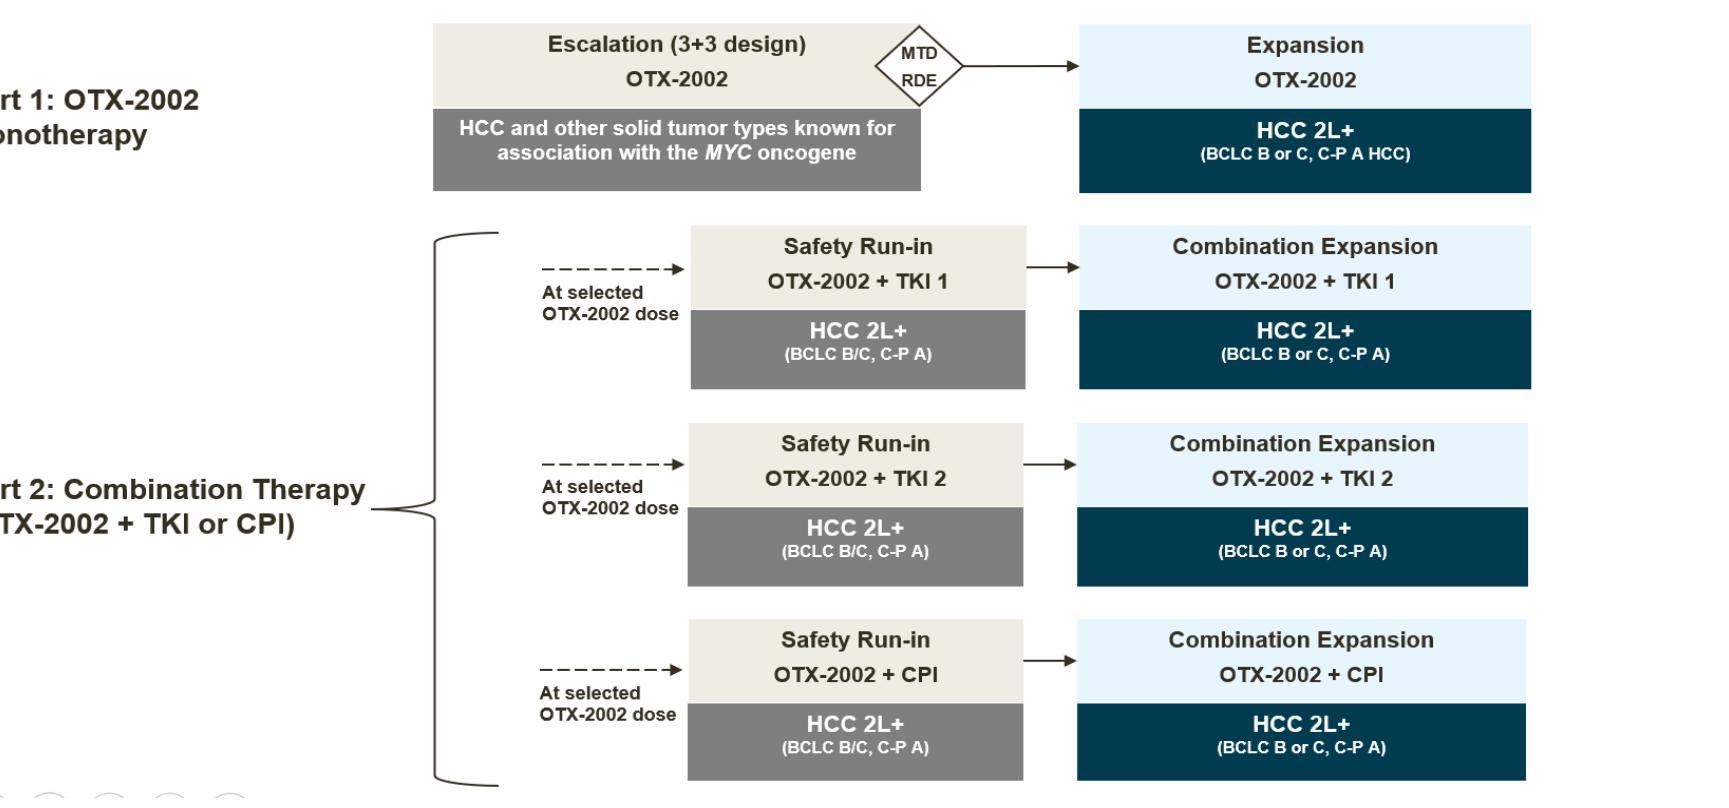 rt 1: OTX-2002
onotherapy
Escalation (3+3 design)
OTX-2002
MTD
RDE
HCC and other solid tumor types known for
association with the MYC oncogene
Expansion
OTX-2002
HCC 2L+
(BCLC B or C, C-P A HCC)
rt 2: Combination Therapy
TX-2002 + TKI or CPI)
At selected
OTX-2002 dose
Safety Run-in
OTX-2002 + TKI 1
HCC 2L+
(BCLC B/C, C-P A)
Combination Expansion
OTX-2002 + TKI 1
HCC 2L+
(BCLC B or C, C-P A)
At selected
OTX-2002 dose
Safety Run-in
OTX-2002 + TKI 2
HCC 2L+
(BCLC B/C, C-P A)
Combination Expansion
OTX-2002 + TKI 2
HCC 2L+
(BCLC B or C, C-P A)
At selected
OTX-2002 dose
Safety Run-in
OTX-2002 + CPI
HCC 2L+
(BCLC B/C, C-P A)
Combination Expansion
OTX-2002 + CPI
HCC 2L+
(BCLC B or C, C-P A)